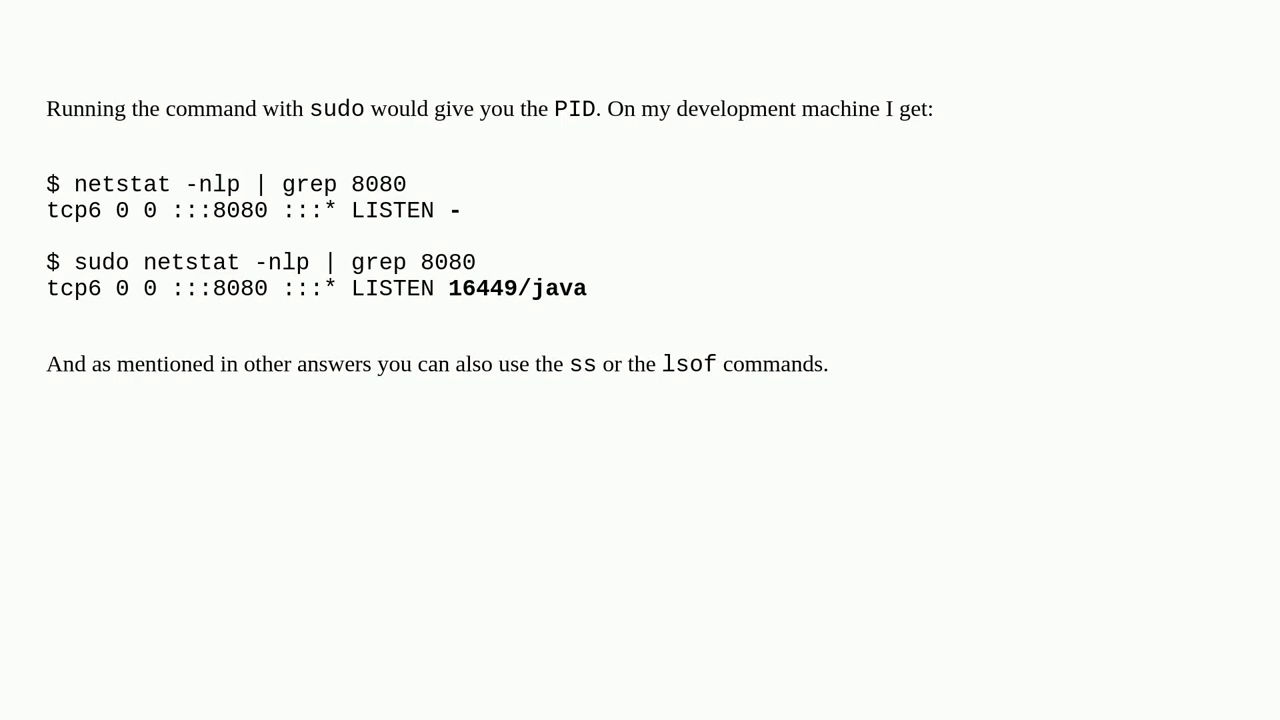 Running the command with sudo would give you the PID. On my development machine I get:
$ netstat -nlp | grep 8080
tcp6 0 0 :::8080 :::* LISTEN -
$ sudo netstat -nlp | grep 8080
tcp6 0 0 :::8080 :::* LISTEN 16449/java
And as mentioned in other answers you can also use the ss or the lsof commands.